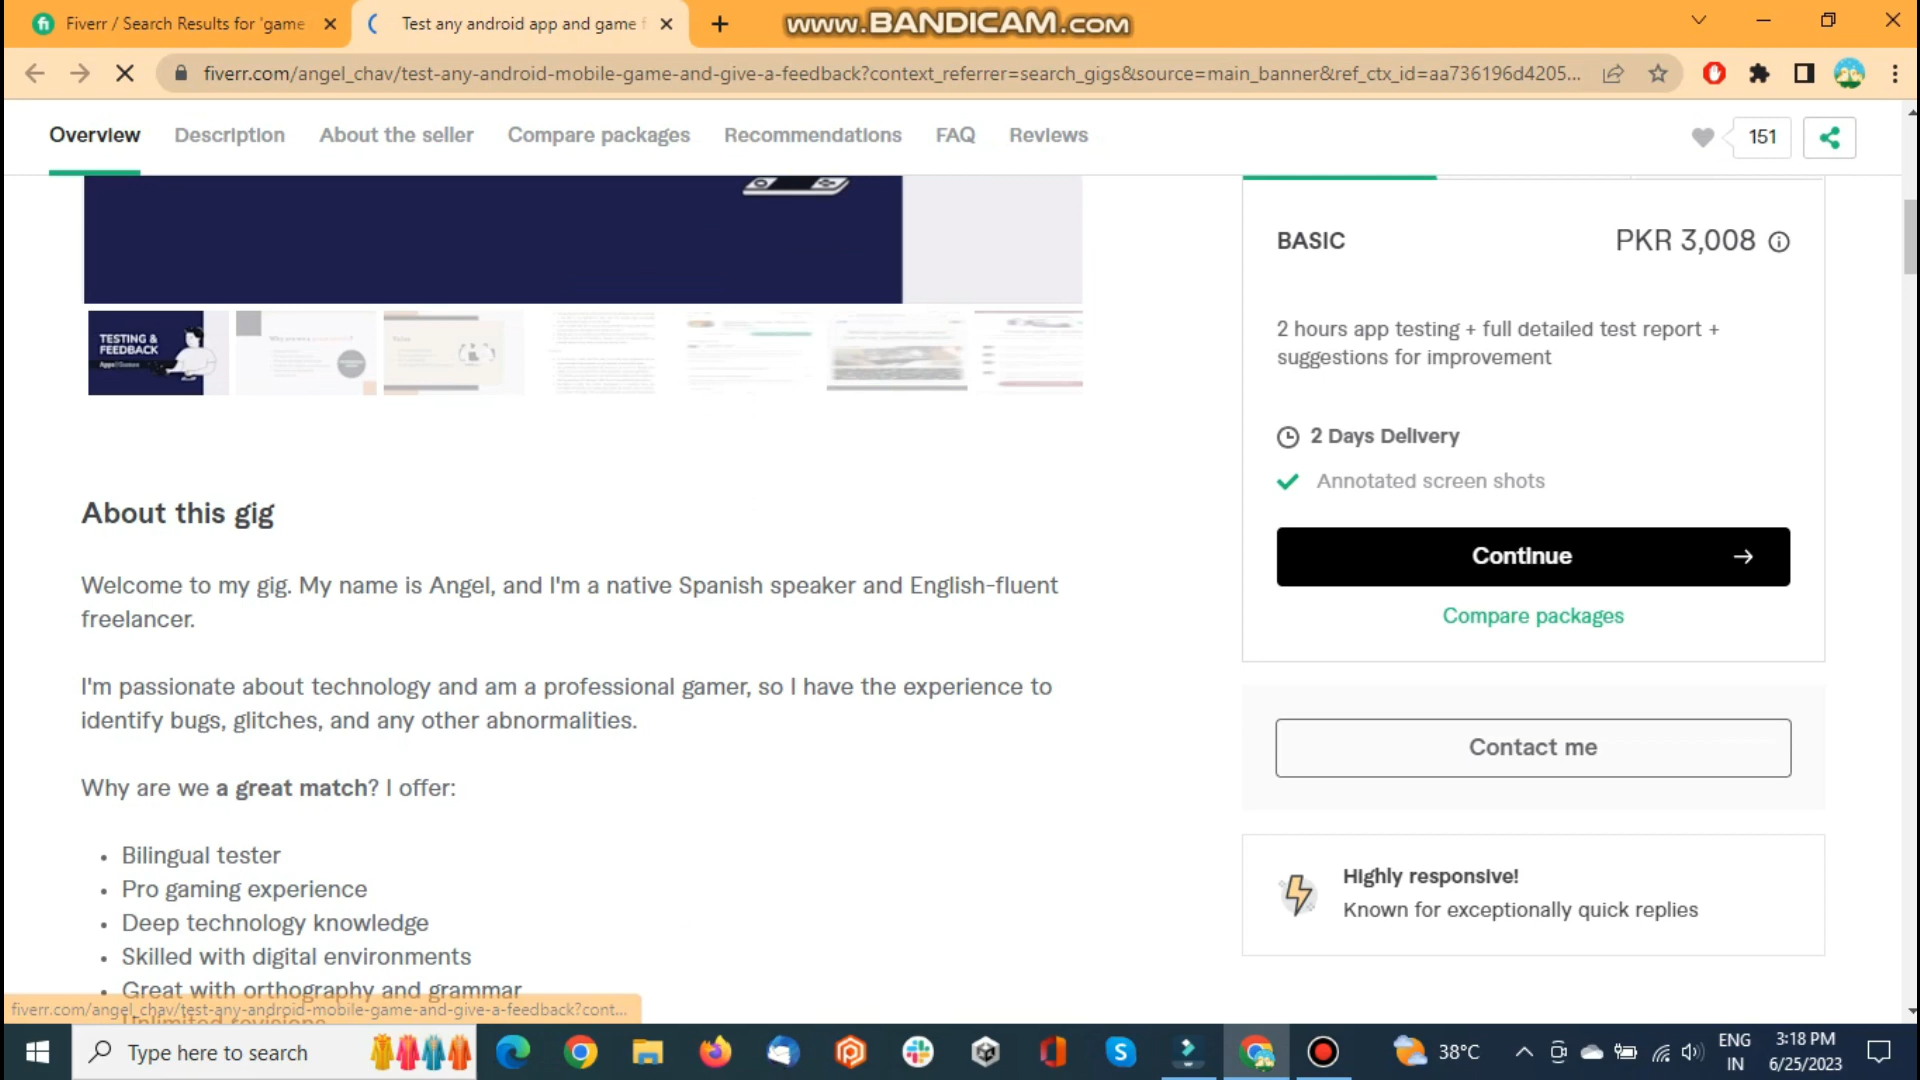 Fiverr / Search Results for 'game
Test any android app and game f
www.BANDICAM.com
fiverr.com/angel_chav/test-any-android-mobile-game-and-give-a-feedback?context_referrer=search_gigs&source=main_banner&ref_ctx_id=aa736196d4205...
Overview Description About the seller Compare packages Recommendations FAQ Reviews
151
BASIC PKR 3,008
2 hours app testing + full detailed test report +
suggestions for improvement
2 Days Delivery
Annotated screen shots
Continue
Compare packages
Contact me
Highly responsive!
Known for exceptionally quick replies
TESTING &
FEEDBACK
About this gig
Welcome to my gig. My name is Angel, and I'm a native Spanish speaker and English-fluent
freelancer.
I'm passionate about technology and am a professional gamer, so I have the experience to
identify bugs, glitches, and any other abnormalities.
Why are we a great match? I offer:
• Bilingual tester
• Pro gaming experience
• Deep technology knowledge
• Skilled with digital environments
• Great with orthography and grammar
Unlimited revisions
fiverr.com/angel_chav/test-any-android-mobile-game-and-give-a-feedback?cont...
Type here to search
38°C
ENG
IN
3:18 PM
6/25/2023